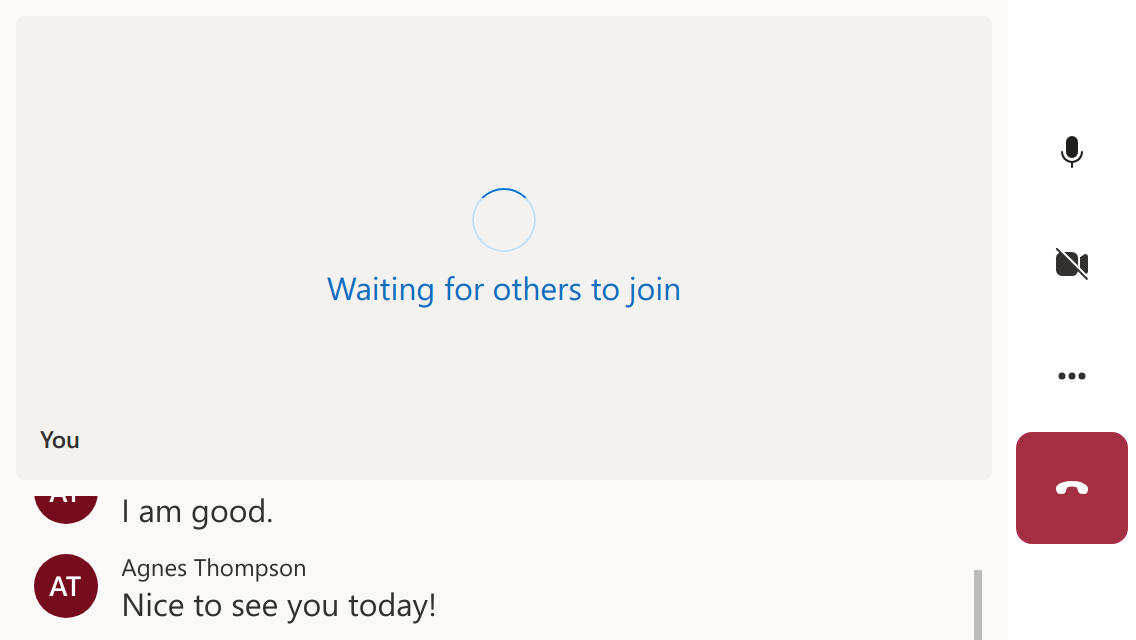 Waiting for others to join
You
AT
I am good.
Agnes Thompson
AT
Nice to see you today!